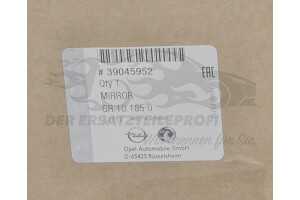 # 39045952
Qty 1
MIRROR
GR 10 185 0
Opel Automobile GmbH
D-65423 Rüsselsheim
EAC
DER ERSATZTEILEPROFI